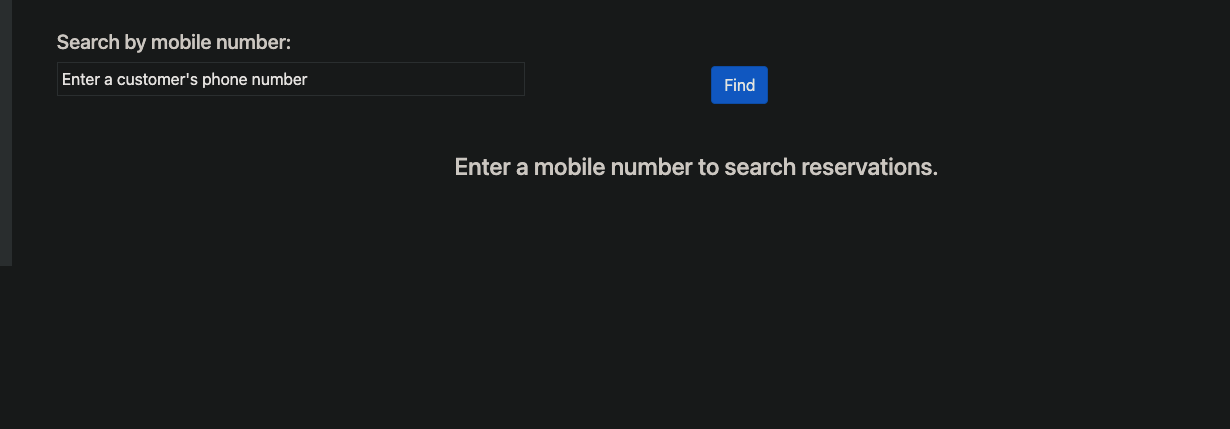 Search by mobile number:
Enter a customer's phone number
Find
Enter a mobile number to search reservations.